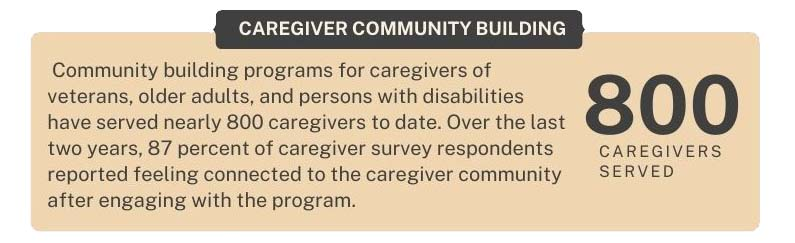 CAREGIVER COMMUNITY BUILDING
Community building programs for caregivers of
veterans, older adults, and persons with disabilities
have served nearly 800 caregivers to date. Over the last
two years, 87 percent of caregiver survey respondents
reported feeling connected to the caregiver community
after engaging with the program.
800
CAREGIVERS
SERVED